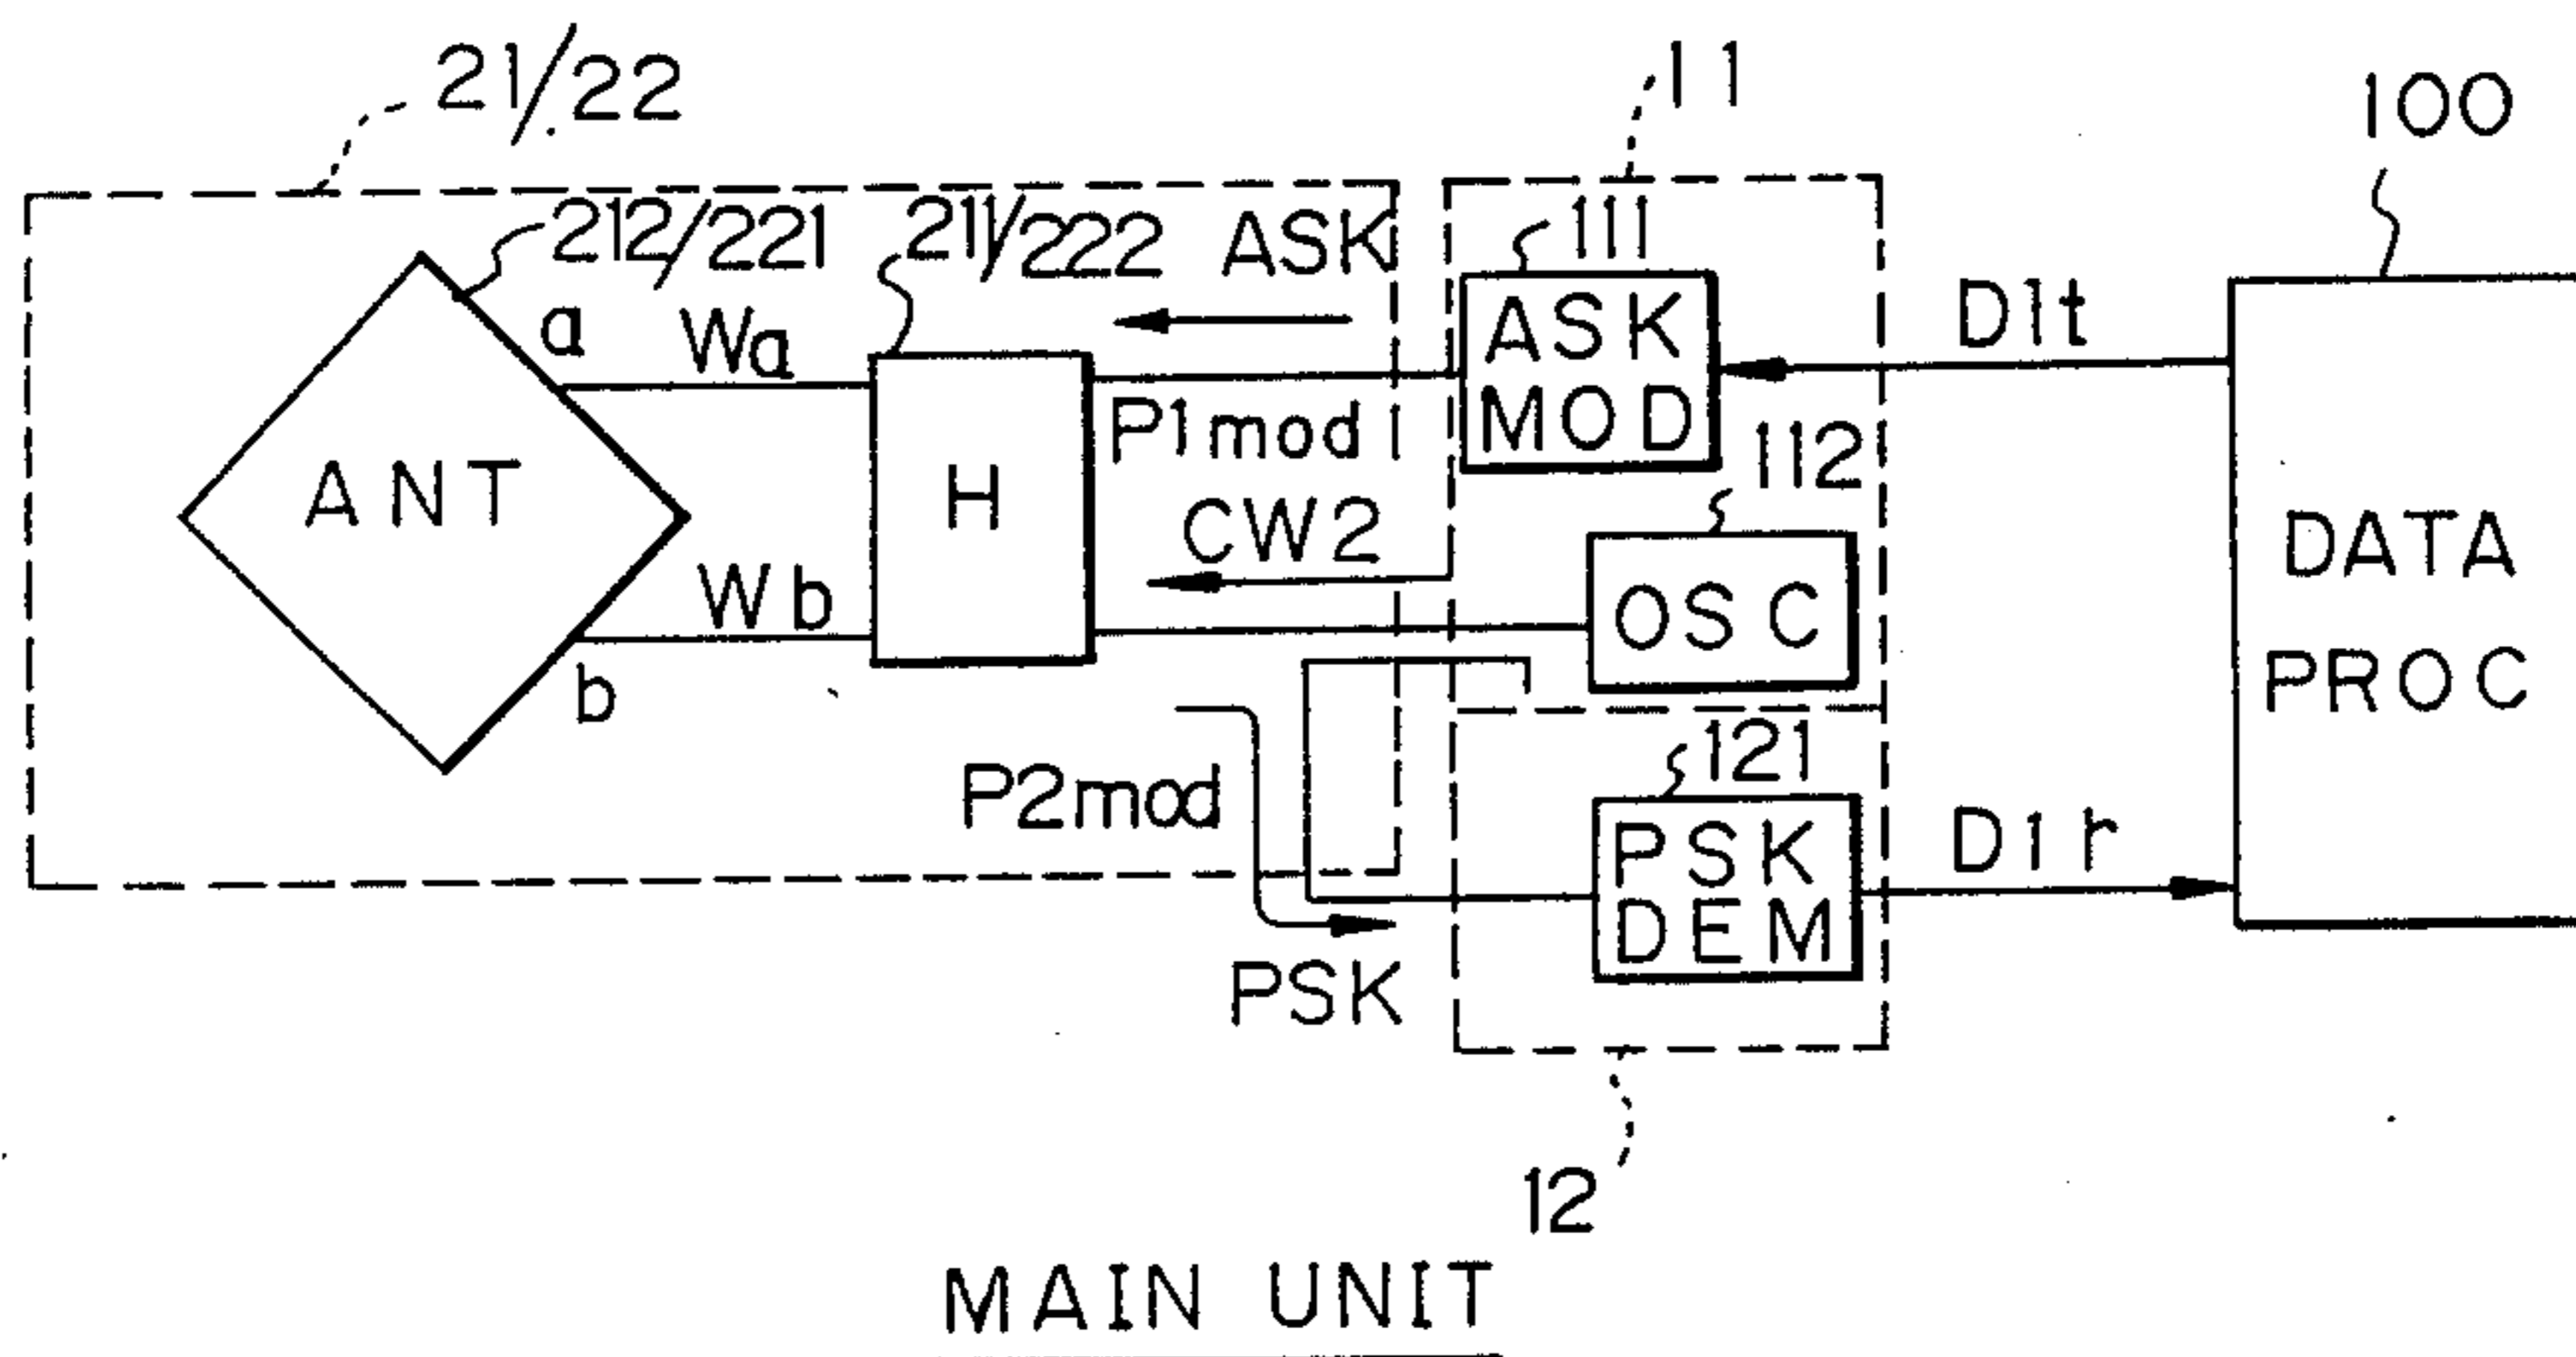 21/22
11
100
212/221
211/222
ASK
111
a
Wa
ASK
MOD
D1t
P1mod
112
ANT
H
CW2
OSC
DATA
PROC
Wb
b
121
P2mod
PSK
DEM
D1r
PSK
12
MAIN UNIT